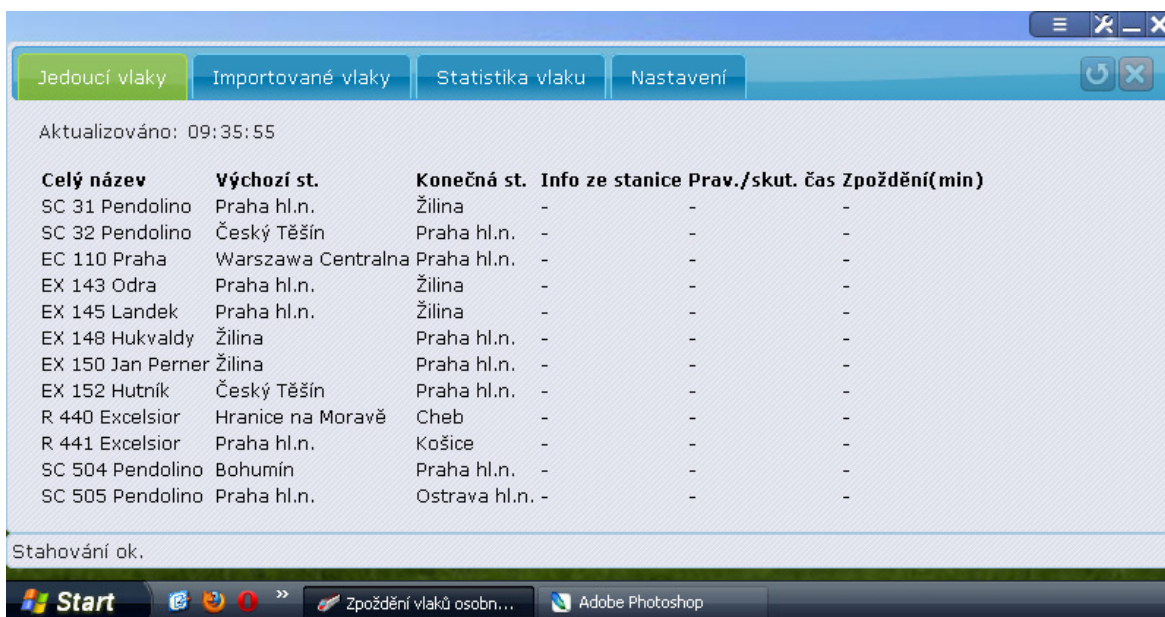 Jedoucí vlaky Importované vlaky Statistika vlaku Nastavení
Aktualizováno: 09:35:55
Celý název Výchozí st. Konečná st. Info ze stanice Prav./skut. čas Zpoždění(min)
SC 31 Pendolino Praha hl.n. Žilina - - -
SC 32 Pendolino Český Těšín Praha hl.n. - - -
EC 110 Praha Warszawa Centralna Praha hl.n. - - -
EX 143 Odra Praha hl.n. Žilina - - -
EX 145 Landek Praha hl.n. Žilina - - -
EX 148 Hukvaldy Žilina Praha hl.n. - - -
EX 150 Jan Perner Žilina Praha hl.n. - - -
EX 152 Hutník Český Těšín Praha hl.n. - - -
R 440 Excelsior Hranice na Moravě Cheb - - -
R 441 Excelsior Praha hl.n. Košice - - -
SC 504 Pendolino Bohumín Praha hl.n. - - -
SC 505 Pendolino Praha hl.n. Ostrava hl.n. - - -
Stahování ok.
Start » Zpoždění vlaků osobn... Adobe Photoshop